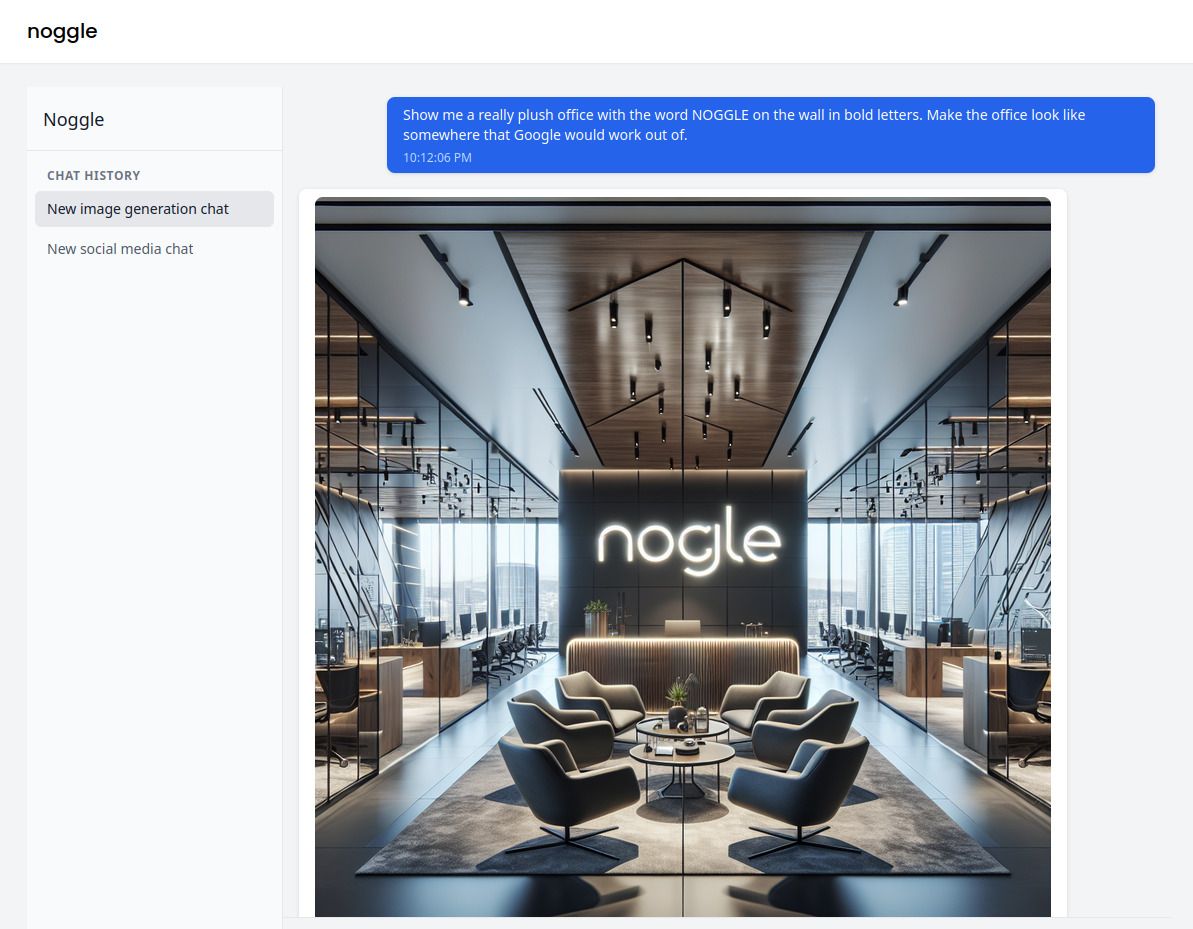 noggle
Noggle
CHAT HISTORY
New image generation chat
New social media chat
Show me a really plush office with the word NOGGLE on the wall in bold letters. Make the office look like
somewhere that Google would work out of.
10:12:06 PM
nogle